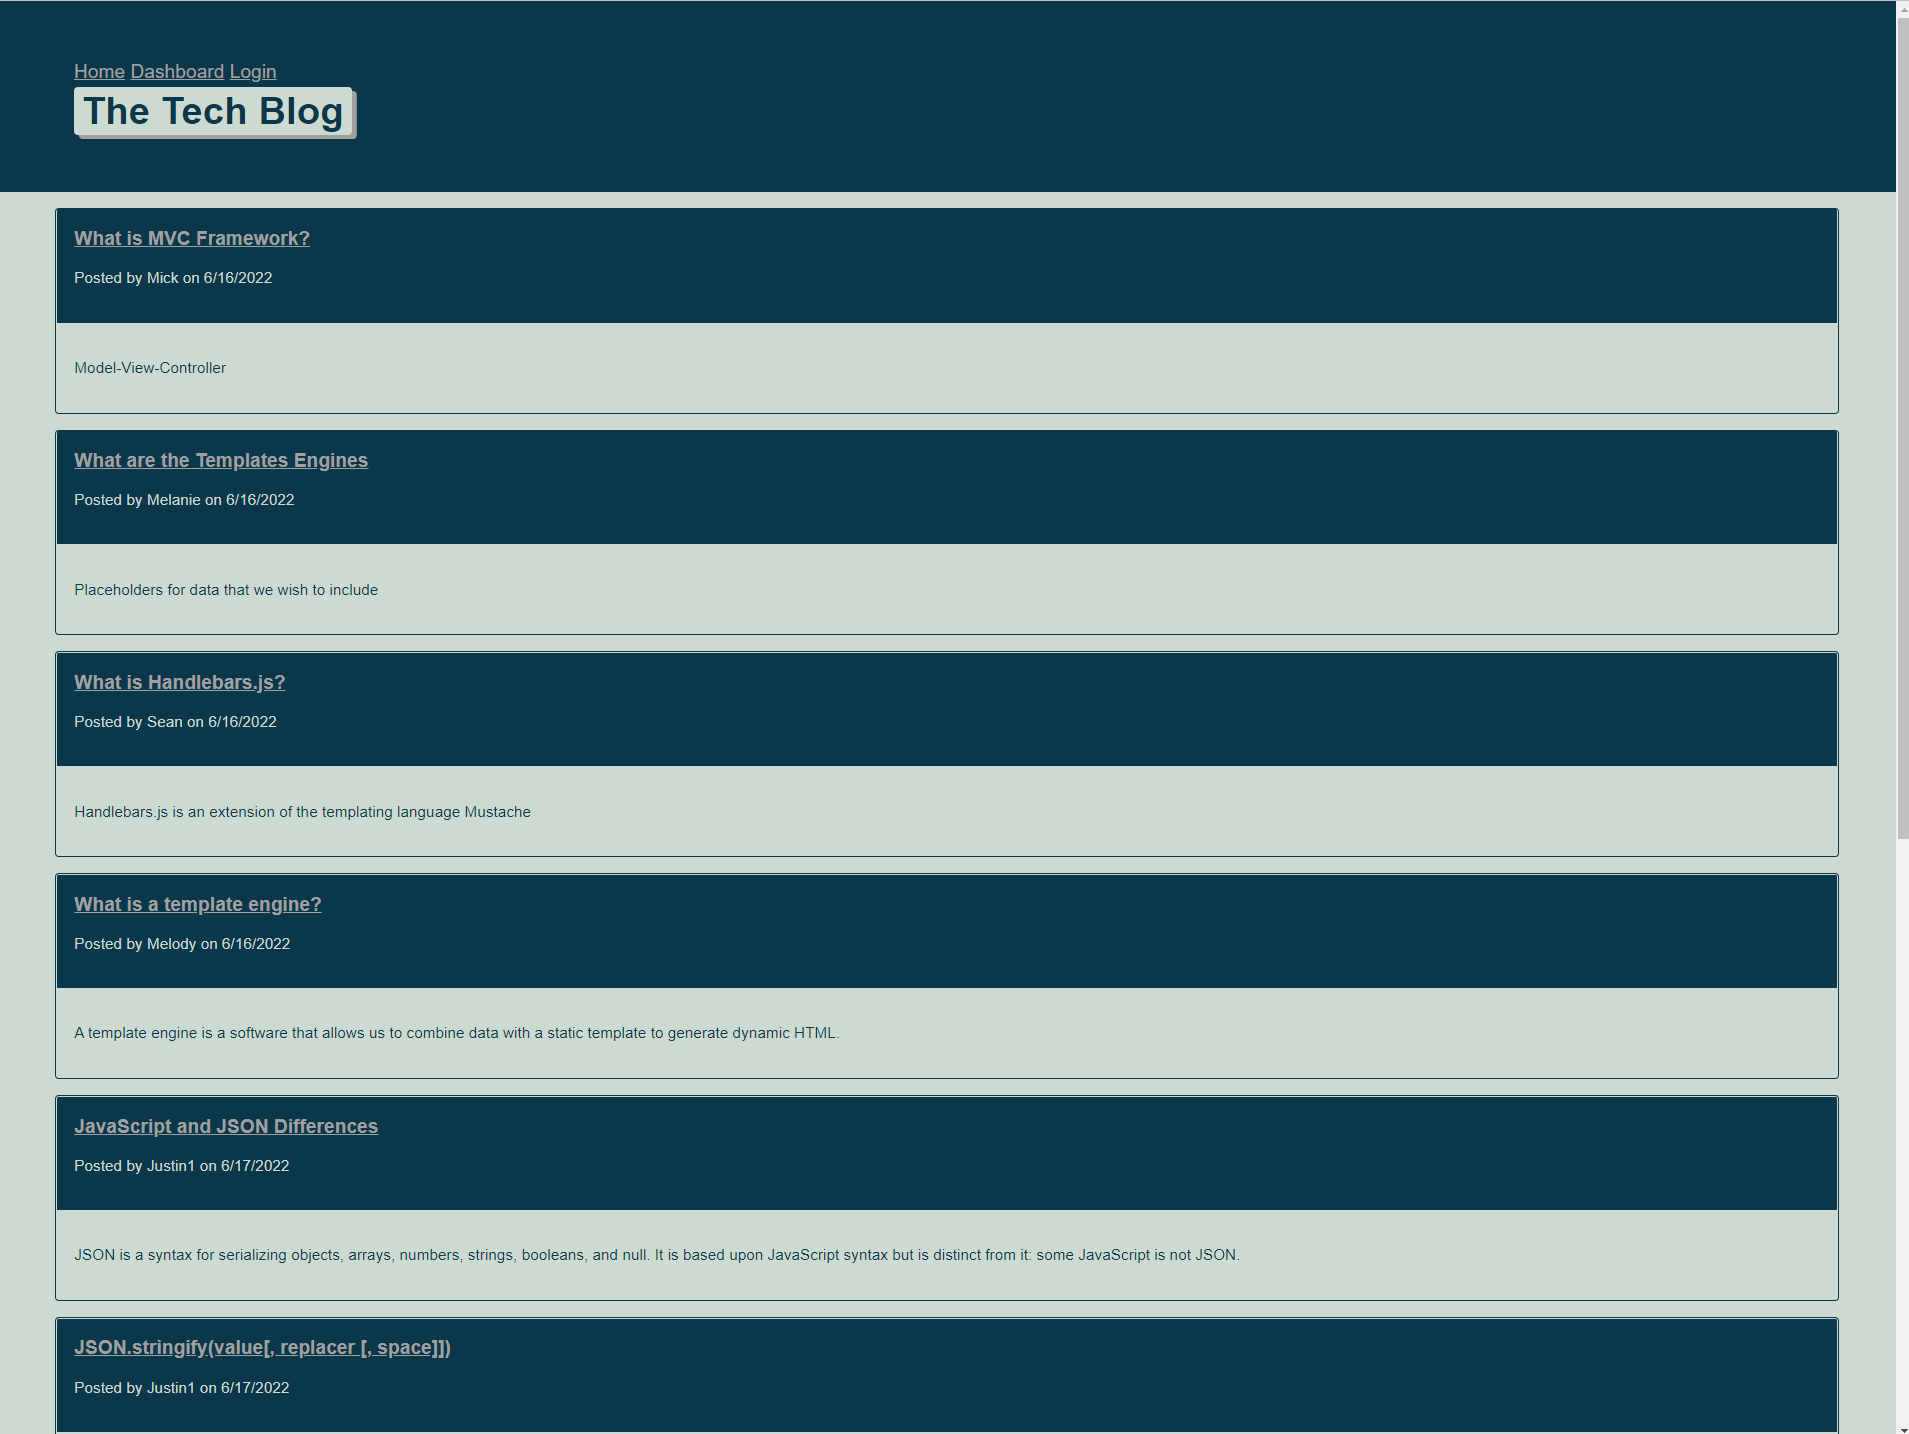 Home Dashboard Login
The Tech Blog
What is MVC Framework?
Posted by Mick on 6/16/2022
Model-View-Controller
What are the Templates Engines
Posted by Melanie on 6/16/2022
Placeholders for data that we wish to include
What is Handlebars.js?
Posted by Sean on 6/16/2022
Handlebars.js is an extension of the templating language Mustache
What is a template engine?
Posted by Melody on 6/16/2022
A template engine is a software that allows us to combine data with a static template to generate dynamic HTML.
JavaScript and JSON Differences
Posted by Justin1 on 6/17/2022
JSON is a syntax for serializing objects, arrays, numbers, strings, booleans, and null. It is based upon JavaScript syntax but is distinct from it: some JavaScript is not JSON.
JSON.stringify(value[, replacer [, space]])
Posted by Justin1 on 6/17/2022